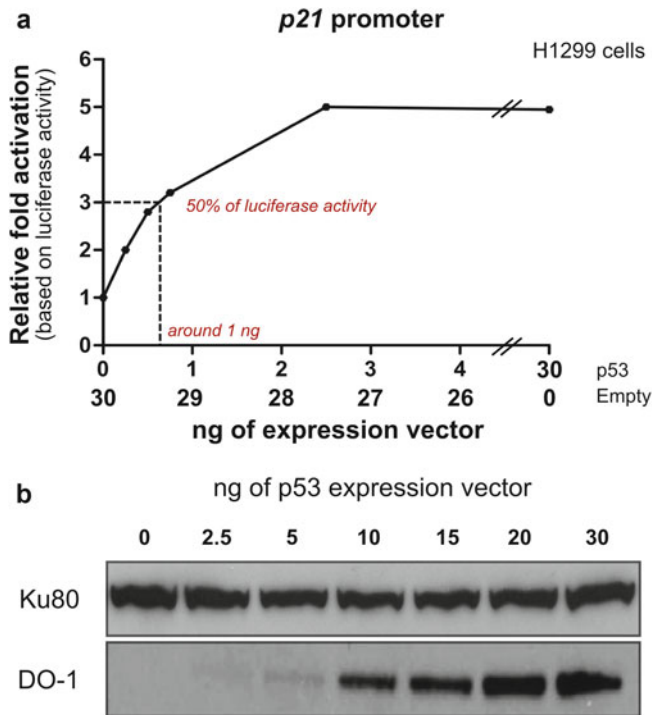 a
p21 promoter
H1299 cells
Relative fold activation
(based on luciferase activity)
6
5
4
3
2
1
0
50% of luciferase activity
around 1 ng
0 1 2 3 4 30 p53
30 29 28 27 26 0 Empty
ng of expression vector
b
ng of p53 expression vector
0 2.5 5 10 15 20 30
Ku80
DO-1